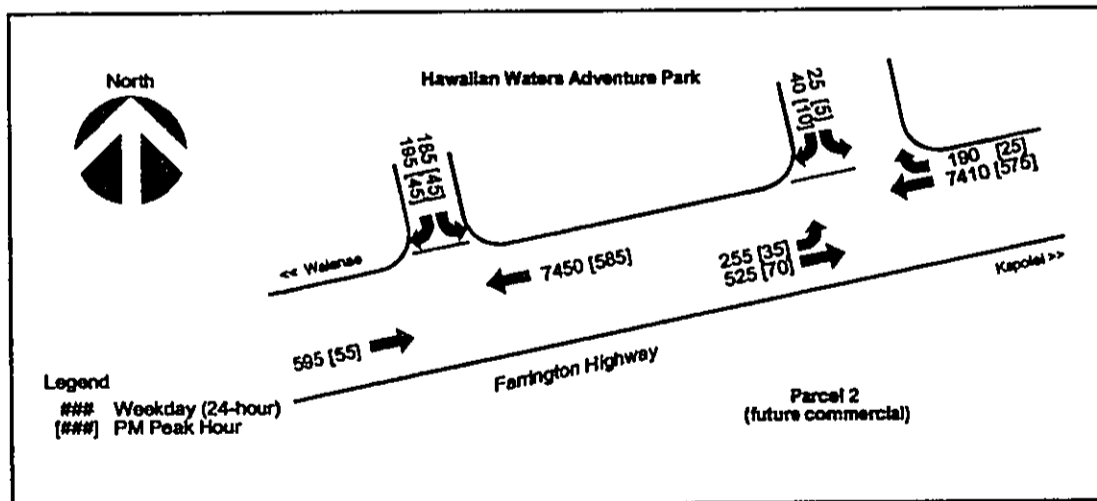 North
Hawaiian Waters Adventure Park
25 [5]
40 [10]
185 [45]
195 [45]
190 [25]
7410 [575]
<< Waianae
7450 [585]
255 [35]
525 [70]
Kapolei >>
595 [55]
Farrington Highway
Legend
### Weekday (24-hour)
[###] PM Peak Hour
Parcel 2
(future commercial)